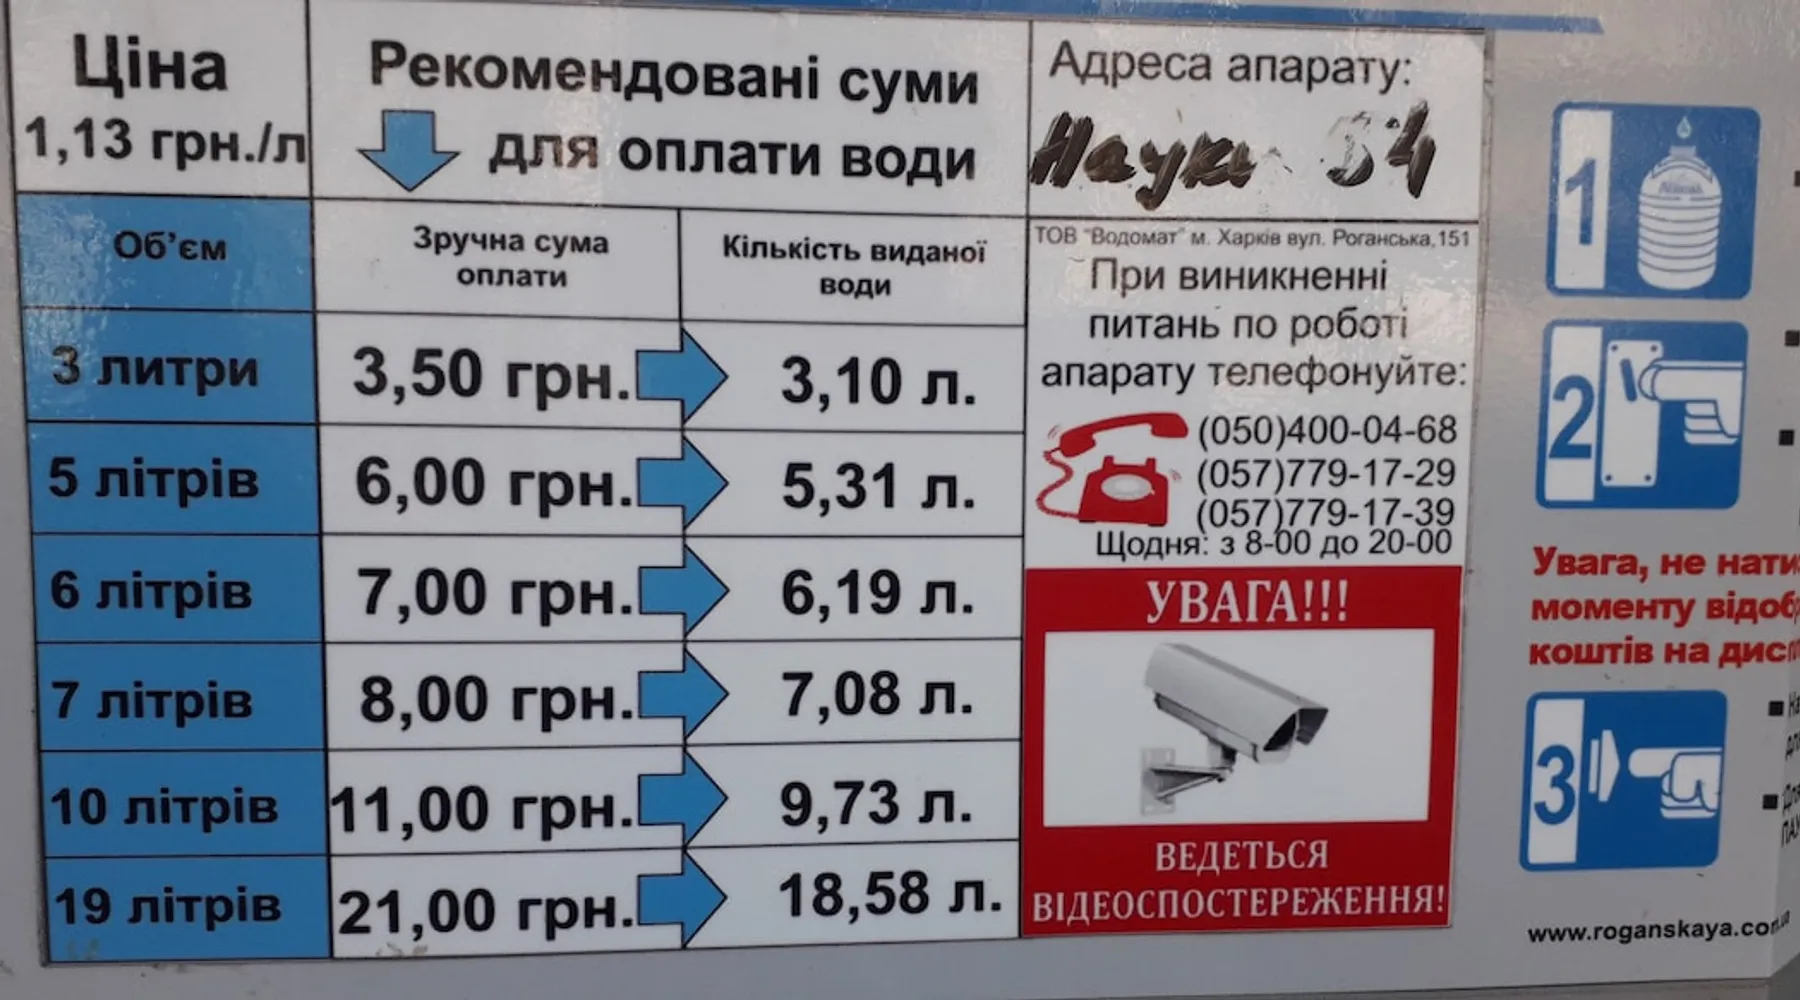 Ціна
1,13 грн./л
Рекомендовані суми
для оплати води
Об’єм
Зручна сума
оплати
Кількість виданої
води
3 литри
3,50 грн.
3,10 л.
5 літрів
6,00 грн.
5,31 л.
6 літрів
7,00 грн.
6,19 л.
7 літрів
8,00 грн.
7,08 л.
10 літрів
11,00 грн.
9,73 л.
19 літрів
21,00 грн.
18,58 л.
Адреса апарату:
Науки 54
ТОВ "Водомат" м. Харків вул. Роганська,151
При виникненні
питань по роботі
апарату телефонуйте:
(050)400-04-68
(057)779-17-29
(057)779-17-39
Щодня: з 8-00 до 20-00
УВАГА!!!
ВЕДЕТЬСЯ
ВІДЕОСПОСТЕРЕЖЕННЯ!
1
2
Увага, не
моменту
коштів на
3
www.roganskaya.com.ua